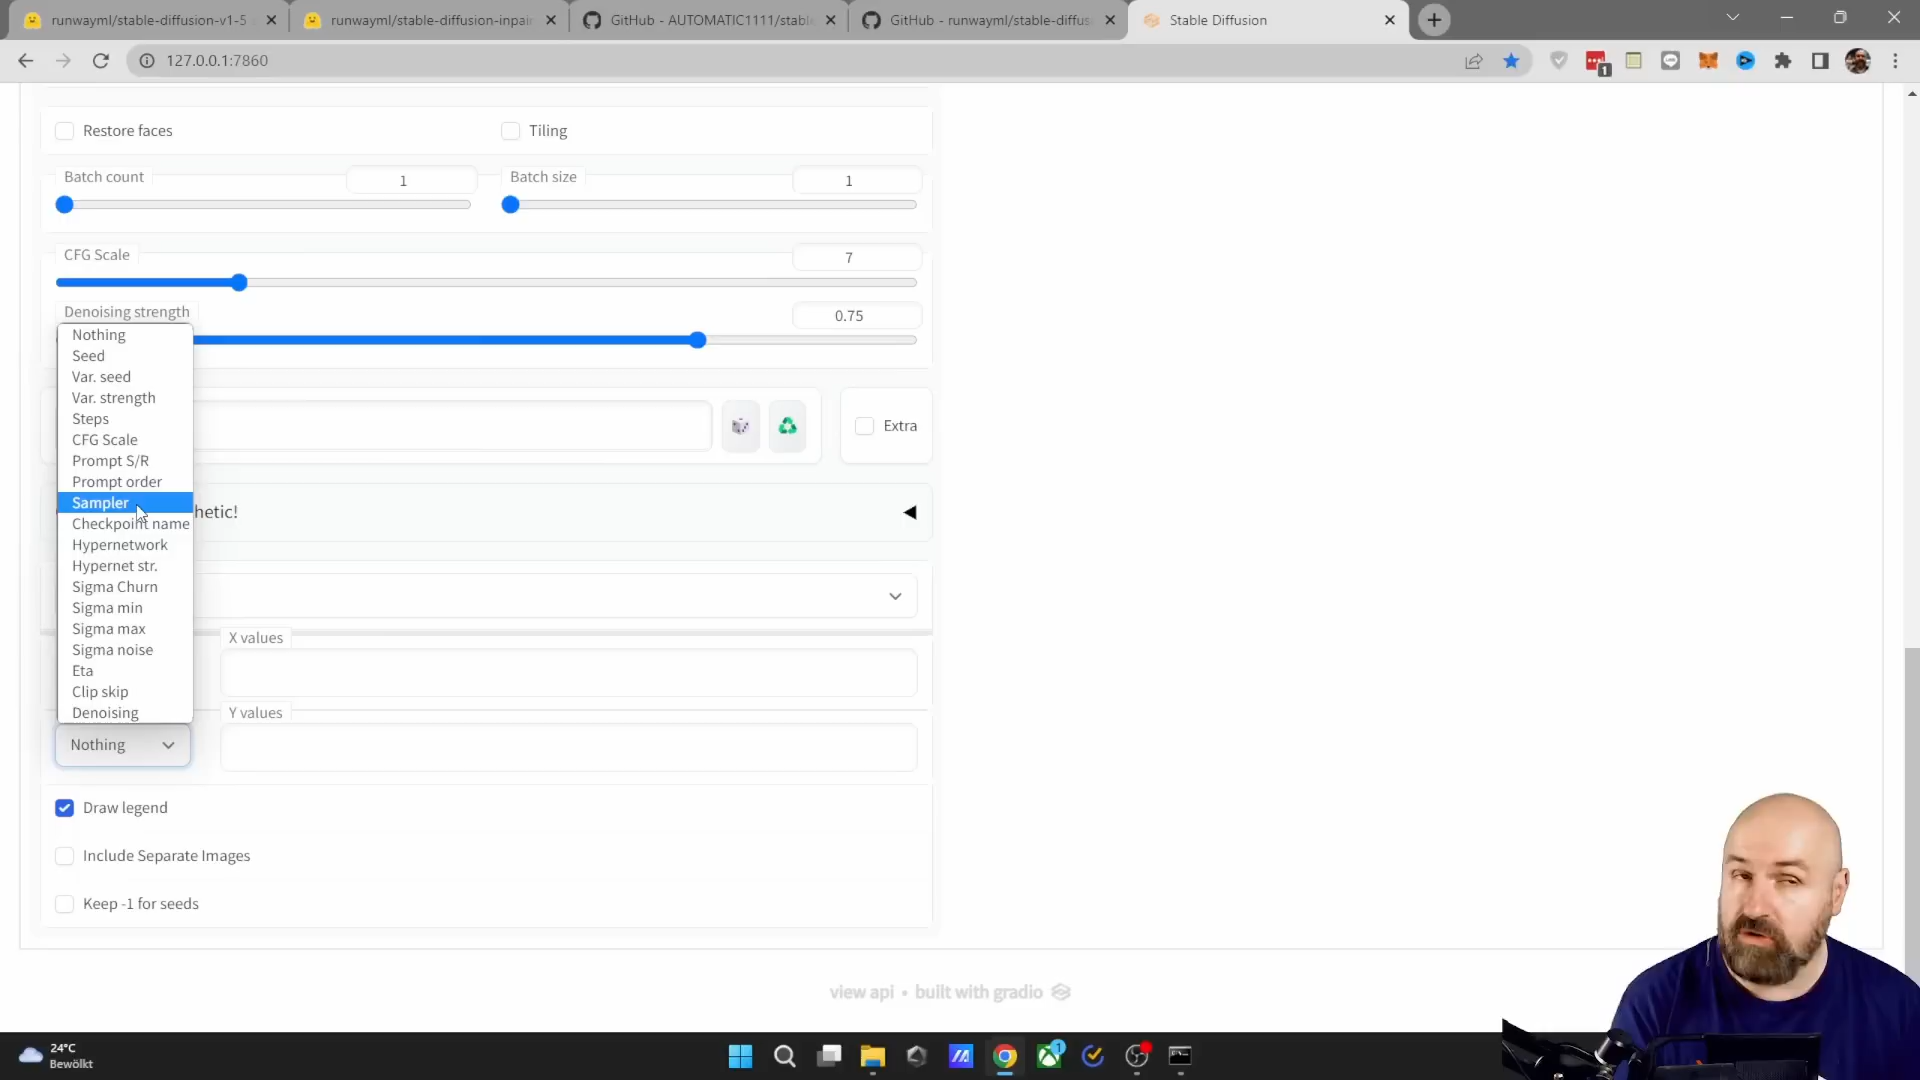 runwayml/stable-diffusion-v1-5
runwayml/stable-diffusion-inpain
GitHub - AUTOMATIC1111/stable
GitHub - runwayml/stable-diffus
Stable Diffusion
127.0.0.1:7860
1
Restore faces
Tiling
Batch count
1
Batch size
1
CFG Scale
7
Denoising strength
0.75
Nothing
Seed
Var. seed
Var. strength
Steps
CFG Scale
Prompt S/R
Prompt order
Sampler
Checkpoint name
Hypernetwork
Hypernet str.
Sigma Churn
Sigma min
Sigma max
Sigma noise
Eta
Clip skip
Denoising
Extra
hetic!
X values
Y values
Nothing
Draw legend
Include Separate Images
Keep -1 for seeds
view api • built with gradio
24°C
Bewölkt
1